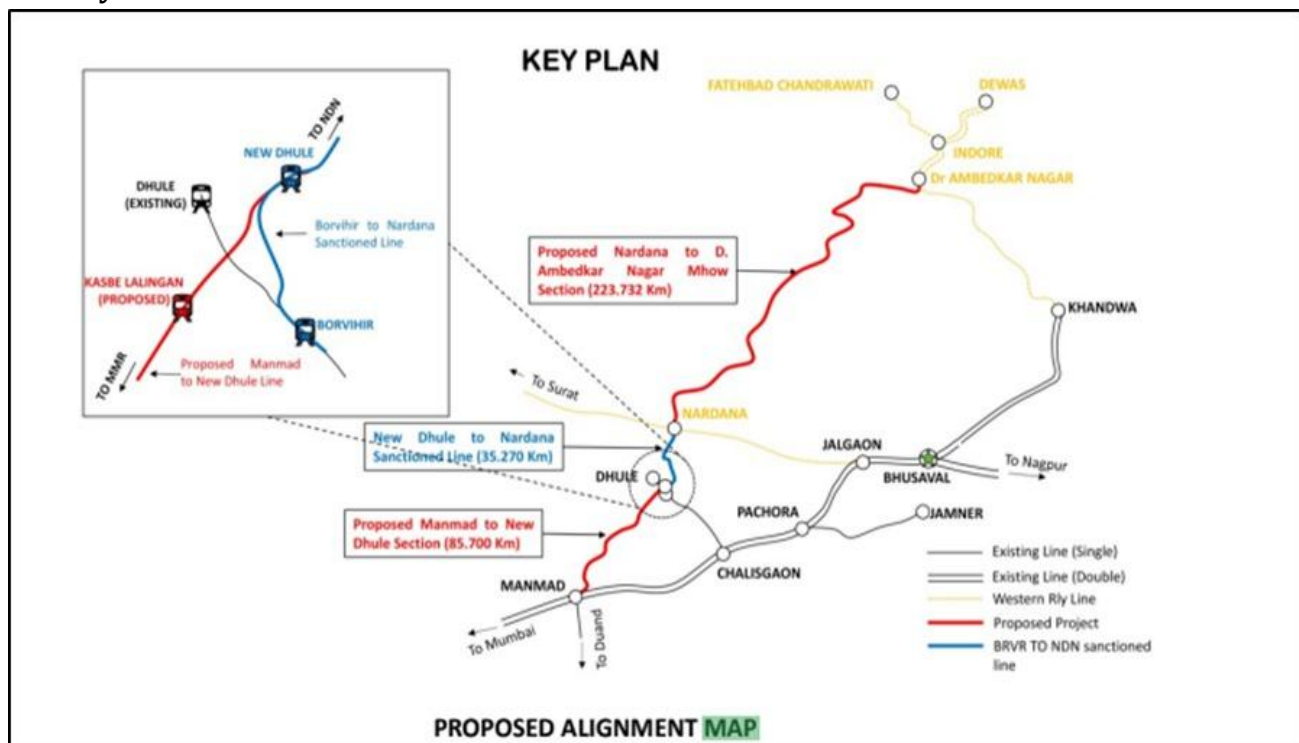 KEY PLAN
TO NDN
NEW DHULE
DHULE
(EXISTING)
Borvihir to Nardana
Sanctioned Line
KASBE LALINGAN
(PROPOSED)
BORVIHIR
TO MMR
Proposed Manmad
to New Dhule Line
FATEHBAD CHANDRAWATI
DEWAS
INDORE
Dr AMBEDKAR NAGAR
Proposed Nardana to D.
Ambedkar Nagar Mhow
Section (223.732 Km)
KHANDWA
To Surat
NARDANA
New Dhule to Nardana
Sanctioned Line (35.270 Km)
JALGAON
BHUSAVAL
To Nagpur
DHULE
PACHORA
JAMNER
Proposed Manmad to New
Dhule Section (85.700 Km)
CHALISGAON
MANMAD
To Mumbai
To Duand
Existing Line (Single)
Existing Line (Double)
Western Rly Line
Proposed Project
BRVR TO NDN sanctioned
line
PROPOSED ALIGNMENT MAP